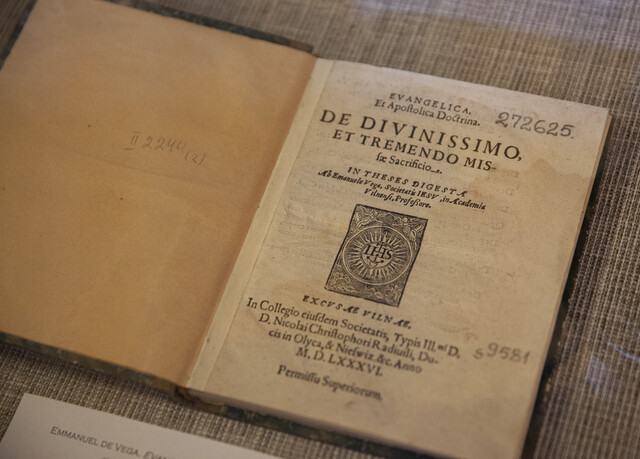 II 2244 (2)
EVANGELICA,
Et Apostolica Doctrina.
272625
DE DIVINISSIMO,
ET TREMENDO MIS-
sæ Sacrificio,
IN THESES DIGESTA
Ab Emanuele Vega, Societatis IESV, in Academia
Vilnensi, Professore.
IHS
EXCVSAE VILNAE,
In Collegio eiusdem Societatis, Typis Ill.mi D,
D. Nicolai Christophori Radiuili, Du-
cis in Olyca, & Nieswiz. &c. Anno
M, D. LXXXVI.
s 9581
Permissu Superiorum.
EMMANUEL DE VEGA. EVA